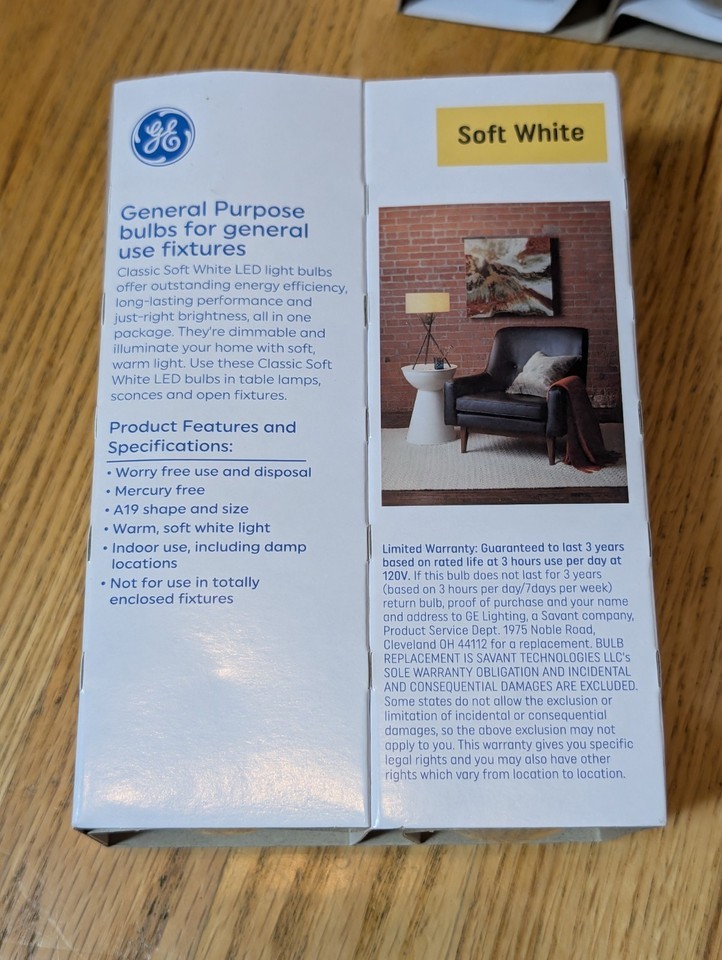 GE
General Purpose
bulbs for general
use fixtures
Classic Soft White LED light bulbs
offer outstanding energy efficiency,
long-lasting performance and
just-right brightness, all in one
package. They're dimmable and
illuminate your home with soft,
warm light. Use these Classic Soft
White LED bulbs in table lamps,
sconces and open fixtures.
Product Features and
Specifications:
• Worry free use and disposal
• Mercury free
• A19 shape and size
• Warm, soft white light
• Indoor use, including damp
locations
• Not for use in totally
enclosed fixtures
Soft White
Limited Warranty: Guaranteed to last 3 years
based on rated life at 3 hours use per day at
120V. If this bulb does not last for 3 years
(based on 3 hours per day/7days per week)
return bulb, proof of purchase and your name
and address to GE Lighting, a Savant company,
Product Service Dept. 1975 Noble Road,
Cleveland OH 44112 for a replacement. BULB
REPLACEMENT IS SAVANT TECHNOLOGIES LLC's
SOLE WARRANTY OBLIGATION AND INCIDENTAL
AND CONSEQUENTIAL DAMAGES ARE EXCLUDED.
Some states do not allow the exclusion or
limitation of incidental or consequential
damages, so the above exclusion may not
apply to you. This warranty gives you specific
legal rights and you may also have other
rights which vary from location to location.